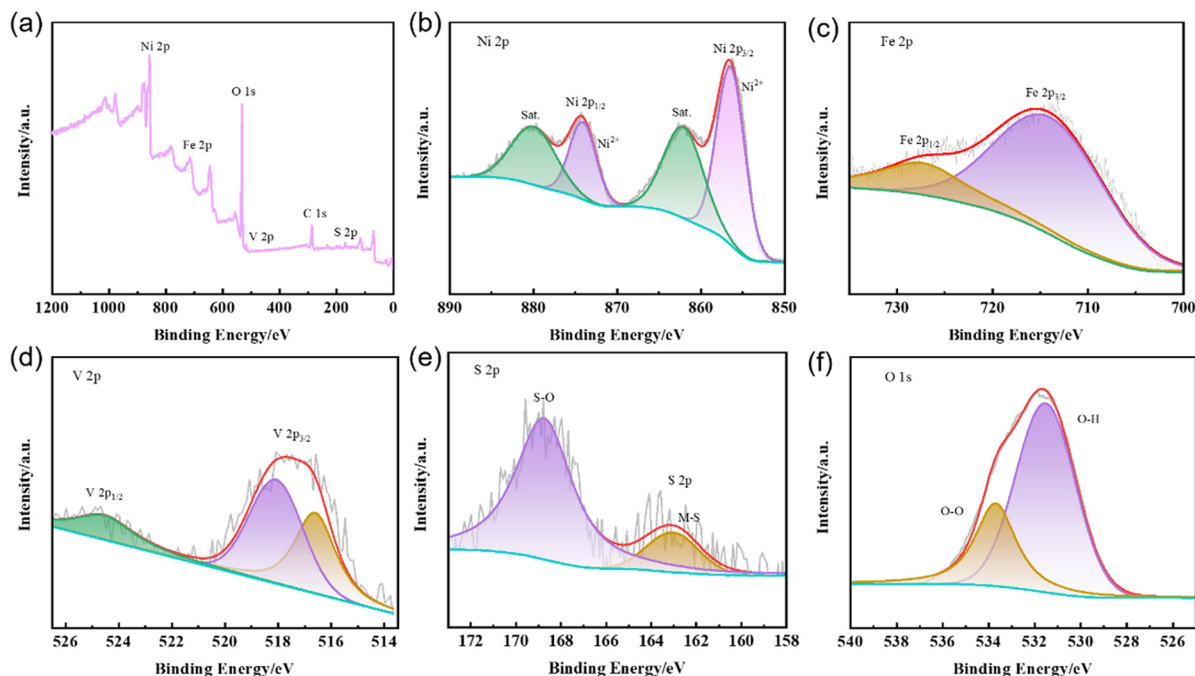 (a)
Ni 2p
O 1s
Fe 2p
V 2p
C 1s
S 2p
Intensity/a.u.
1200 1000 800 600 400 200 0
Binding Energy/eV
(b)
Ni 2p
Ni 2p3/2
Ni2+
Sat.
Ni 2p1/2
Ni2+
Sat.
Intensity/a.u.
890 880 870 860 850
Binding Energy/eV
(c)
Fe 2p
Fe 2p3/2
Fe 2p1/2
Intensity/a.u.
730 720 710 700
Binding Energy/eV
(d)
V 2p
V 2p3/2
V 2p1/2
Intensity/a.u.
526 524 522 520 518 516 514
Binding Energy/eV
(e)
S 2p
S-O
S 2p
M-S
Intensity/a.u.
170 168 166 164 162 160 158
Binding Energy/eV
(f)
O 1s
O-H
O-O
Intensity/a.u.
540 538 536 534 532 530 528 526
Binding Energy/eV